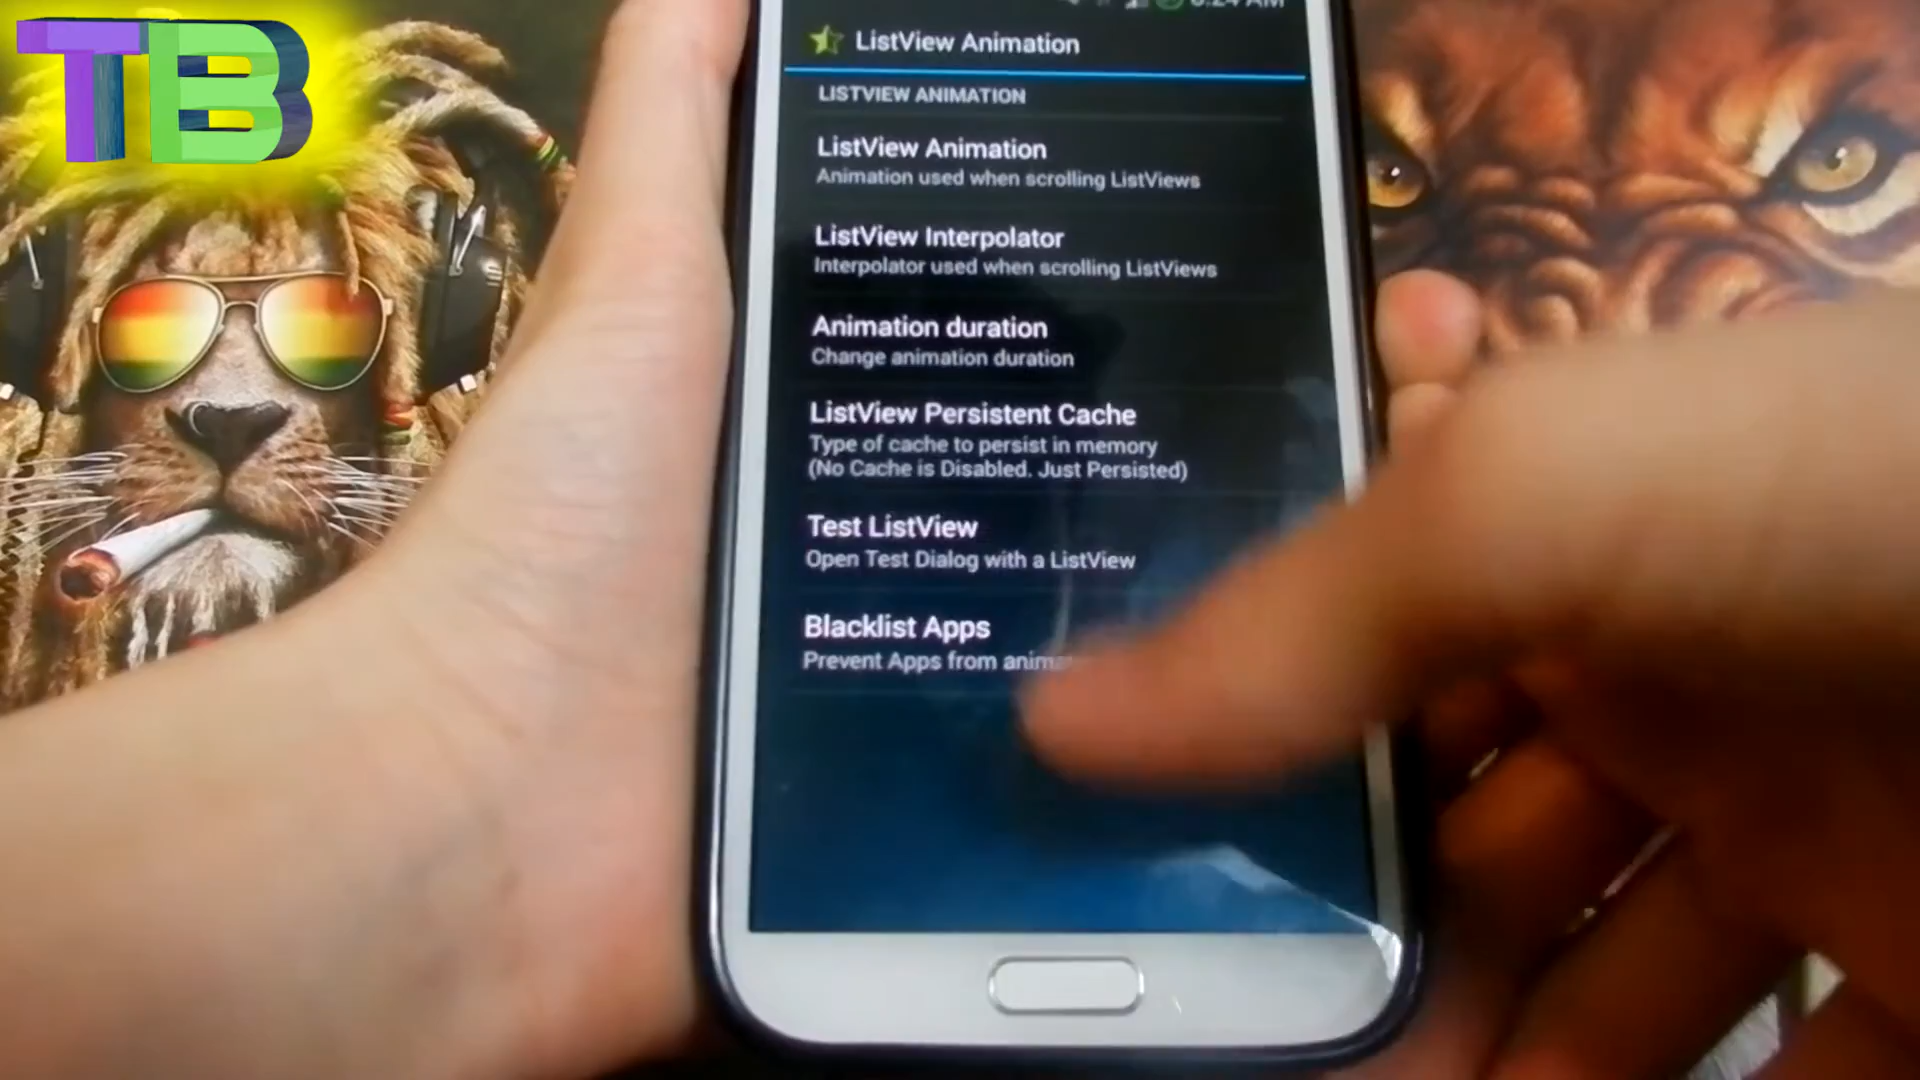 TB
ListView Animation
LISTVIEW ANIMATION
ListView Animation
Animation used when scrolling ListViews
ListView Interpolator
Interpolator used when scrolling ListViews
Animation duration
Change animation duration
ListView Persistent Cache
Type of cache to persist in memory
(No Cache is Disabled. Just Persisted)
Test ListView
Open Test Dialog with a ListView
Blacklist Apps
Prevent Apps from